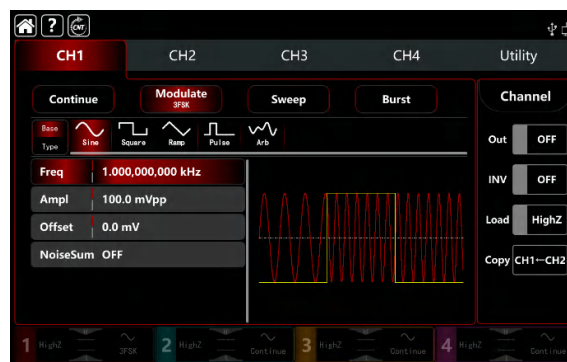 ? CNT
CH1 CH2 CH3 CH4 Utility
Continue Modulate 3FSK Sweep Burst Channel
Base Type Sine Square Ramp Pulse Arb
Out OFF
Freq 1.000,000,000 kHz
INV OFF
Ampl 100.0 mVpp
Offset 0.0 mV
Load HighZ
NoiseSum OFF
Copy CH1←CH2
1 HighZ 3FSK 2 HighZ Continue 3 HighZ Continue 4 HighZ Continue